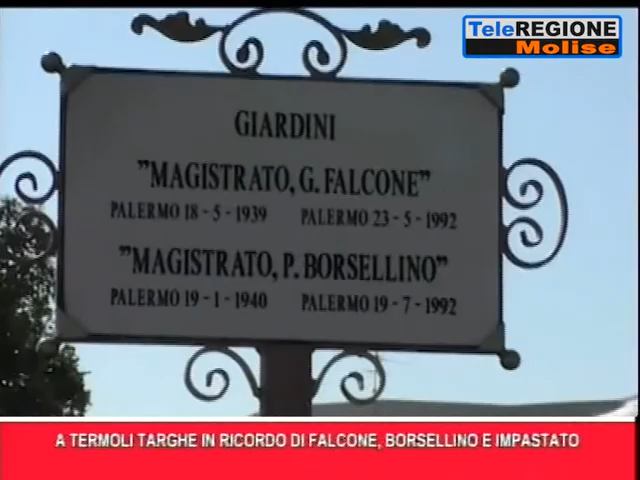 TeleREGIONE
Molise
GIARDINI
"MAGISTRATO, G. FALCONE"
PALERMO 18 - 5 - 1939 PALERMO 23 - 5 - 1992
"MAGISTRATO, P. BORSELLINO"
PALERMO 19 - 1 - 1940 PALERMO 19 - 7 - 1992
A TERMOLI TARGHE IN RICORDO DI FALCONE, BORSELLINO E IMPASTATO